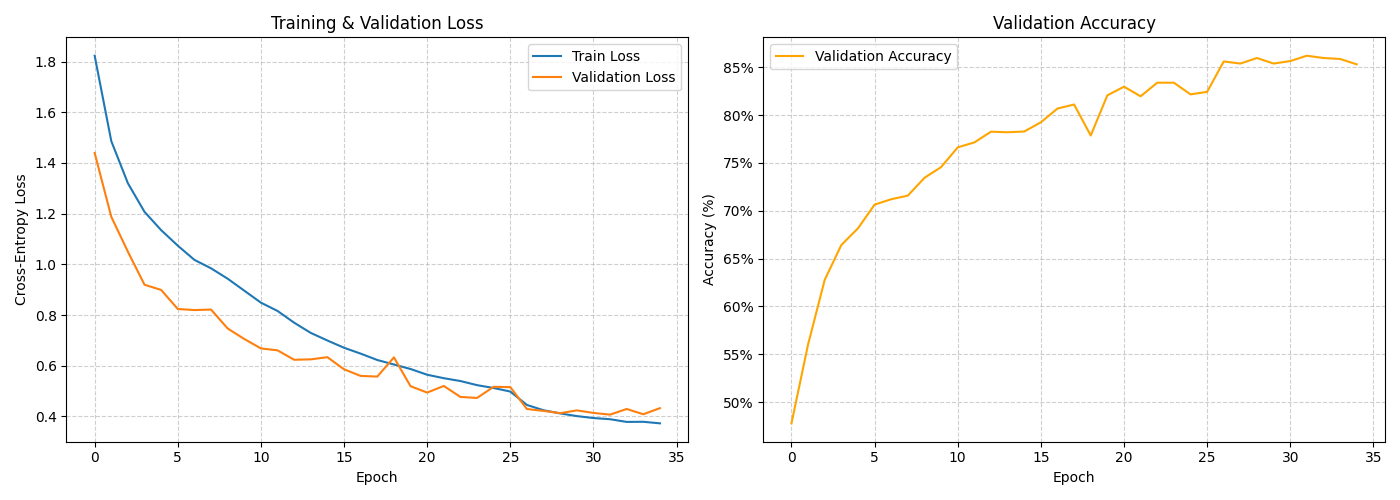 Training & Validation Loss
Train Loss
Validation Loss
Cross-Entropy Loss
1.8
1.6
1.4
1.2
1.0
0.8
0.6
0.4
0 5 10 15 20 25 30 35
Epoch
Validation Accuracy
Validation Accuracy
Accuracy (%)
85%
80%
75%
70%
65%
60%
55%
50%
0 5 10 15 20 25 30 35
Epoch